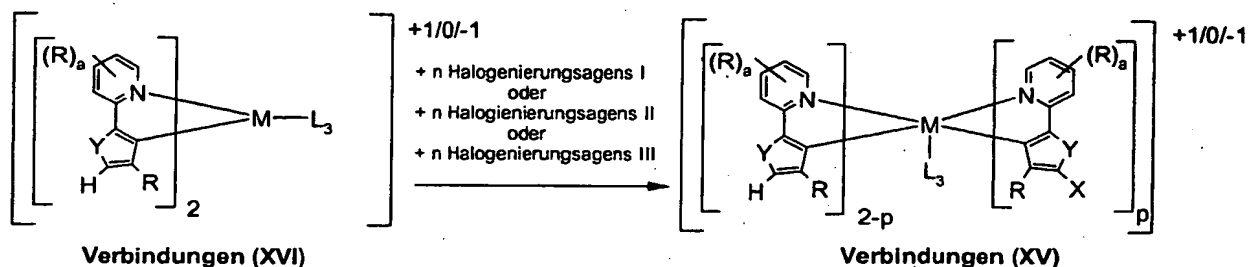 +1/0/-1
+ n Halogenierungsagens I
oder
+ n Halogienierungsagens II
oder
+ n Halogenierungsagens III
+1/0/-1
(R)a
N
M
L3
Y
H
R
2
(R)a
N
M
N
(R)a
Y
L3
Y
H
R
2-p
R
X
p
Verbindungen (XVI)
Verbindungen (XV)